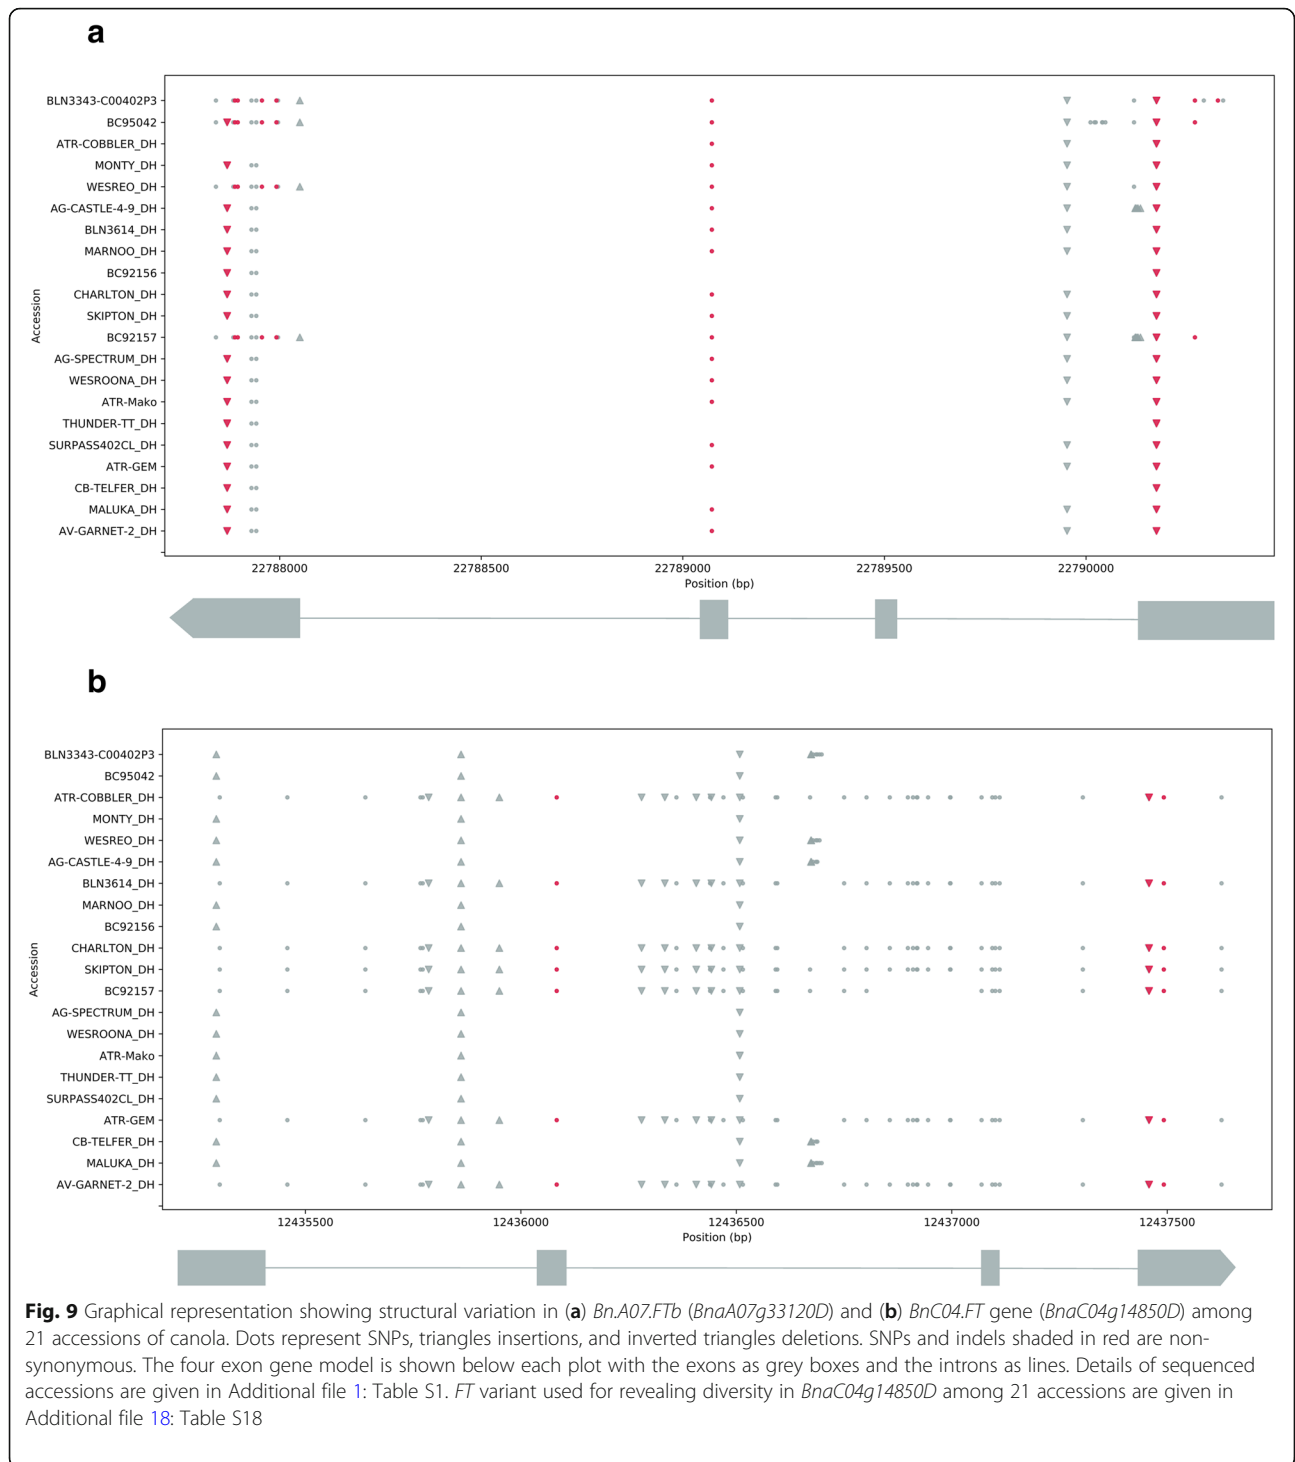 a
BLN3343-C00402P3
BC95042
ATR-COBBLER_DH
MONTY_DH
WESREO_DH
AG-CASTLE-4-9_DH
BLN3614_DH
MARNOO_DH
BC92156
CHARLTON_DH
SKIPTON_DH
BC92157
AG-SPECTRUM_DH
WESROONA_DH
ATR-Mako
THUNDER-TT_DH
SURPASS402CL_DH
ATR-GEM
CB-TELFER_DH
MALUKA_DH
AV-GARNET-2_DH
Accession
22788000 22788500 22789000 22789500 22790000
Position (bp)
b
BLN3343-C00402P3
BC95042
ATR-COBBLER_DH
MONTY_DH
WESREO_DH
AG-CASTLE-4-9_DH
BLN3614_DH
MARNOO_DH
BC92156
CHARLTON_DH
SKIPTON_DH
BC92157
AG-SPECTRUM_DH
WESROONA_DH
ATR-Mako
THUNDER-TT_DH
SURPASS402CL_DH
ATR-GEM
CB-TELFER_DH
MALUKA_DH
AV-GARNET-2_DH
Accession
12435500 12436000 12436500 12437000 12437500
Position (bp)
Fig. 9 Graphical representation showing structural variation in (a) Bn.A07.FTb (BnaA07g33120D) and (b) BnC04.FT gene (BnaC04g14850D) among
21 accessions of canola. Dots represent SNPs, triangles insertions, and inverted triangles deletions. SNPs and indels shaded in red are non-
synonymous. The four exon gene model is shown below each plot with the exons as grey boxes and the introns as lines. Details of sequenced
accessions are given in Additional file 1: Table S1. FT variant used for revealing diversity in BnaC04g14850D among 21 accessions are given in
Additional file 18: Table S18